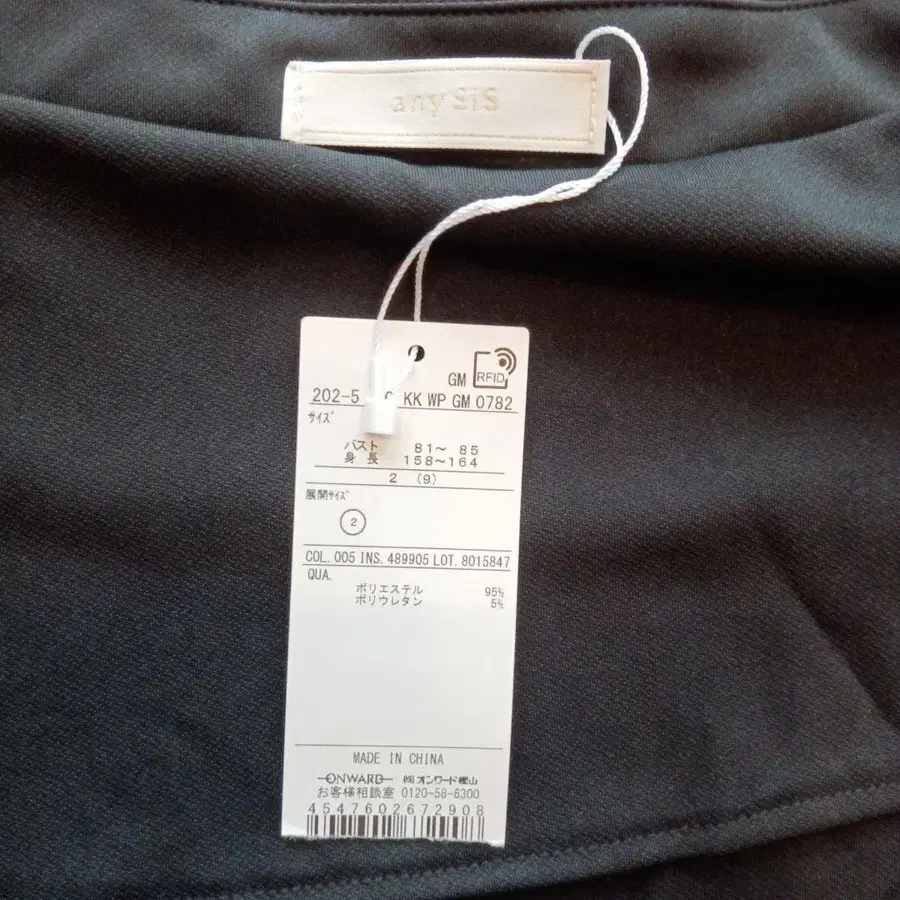 any SiS
GM RFID
202-5 KK WP GM 0782
サイズ
バスト 81～ 85
身 長 158～164
2 (9)
展開サイズ
2
COL. 005 INS. 489905 LOT. 8015847
QUA.
ポリエステル 95%
ポリウレタン 5%
MADE IN CHINA
ONWARD ㈱オンワード樫山
お客様相談室 0120-58-6300
4547602672908